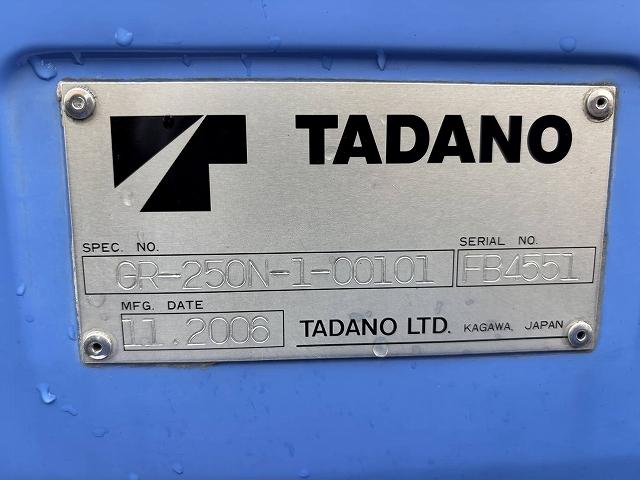 TADANO
SPEC. NO.
GR-250N-1-00101
SERIAL NO.
FB4551
MFG. DATE
11.2006
TADANO LTD. KAGAWA, JAPAN